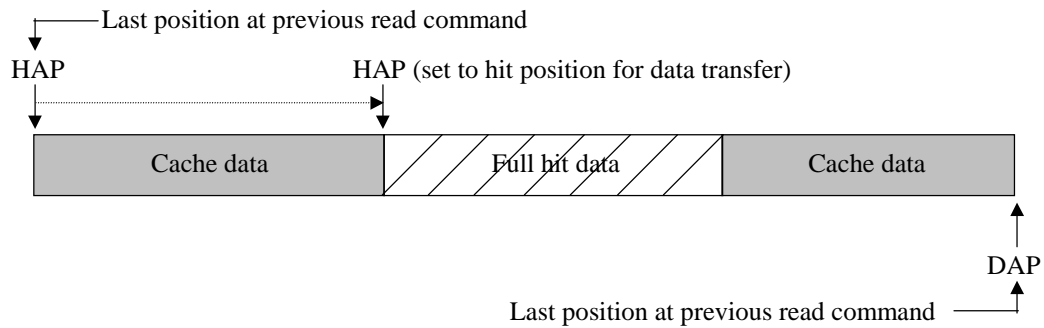 Last position at previous read command
HAP
HAP (set to hit position for data transfer)
Cache data
Full hit data
Cache data
DAP
Last position at previous read command